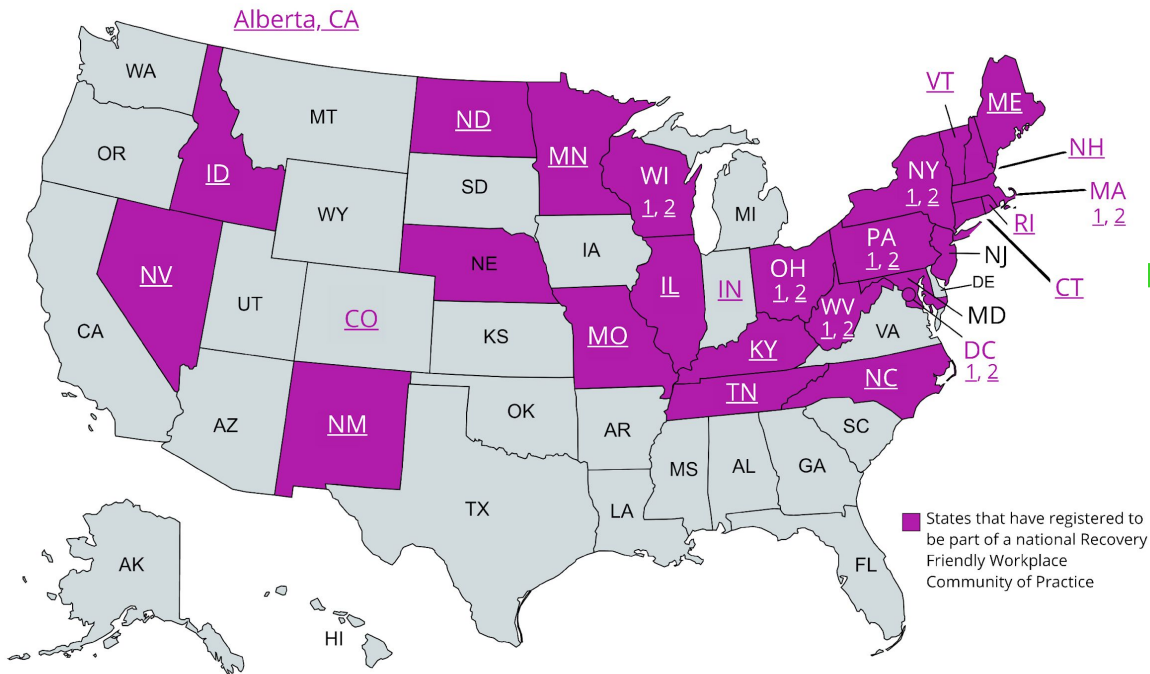 Alberta, CA
WA
MT
ND
MN
VT
ME
OR
ID
SD
WI
1, 2
MI
NY
1, 2
NH
MA
1, 2
WY
IA
PA
1, 2
RI
NJ
NV
NE
IL
IN
OH
1, 2
DE
CT
UT
CO
KS
MO
WV
1, 2
MD
CA
KY
VA
DC
1, 2
AZ
NM
OK
AR
TN
NC
SC
TX
LA
MS
AL
GA
FL
AK
HI
States that have registered to
be part of a national Recovery
Friendly Workplace
Community of Practice